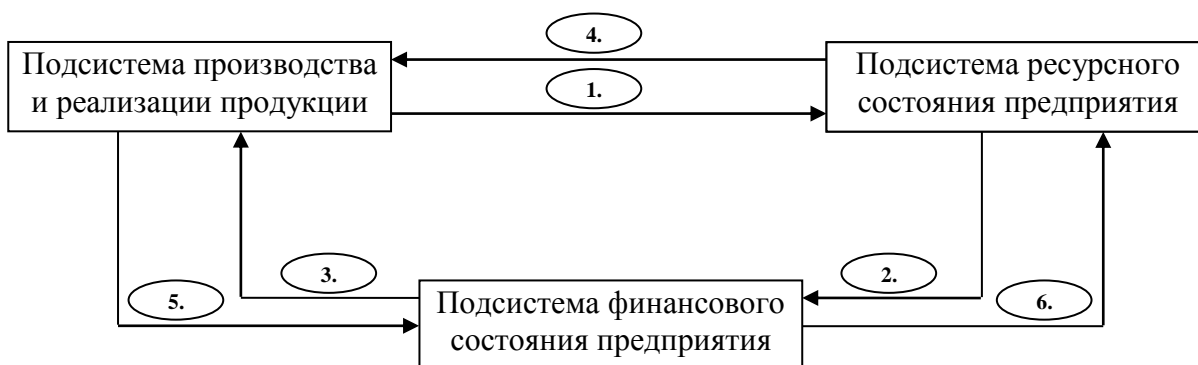 4.
Подсистема производства
и реализации продукции
1.
Подсистема ресурсного
состояния предприятия
3.
2.
5.
6.
Подсистема финансового
состояния предприятия